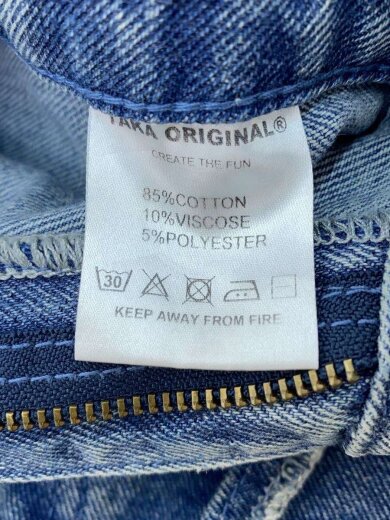 TAKA ORIGINAL®
CREATE THE FUN
85%COTTON
10%VISCOSE
5%POLYESTER
30
KEEP AWAY FROM FIRE